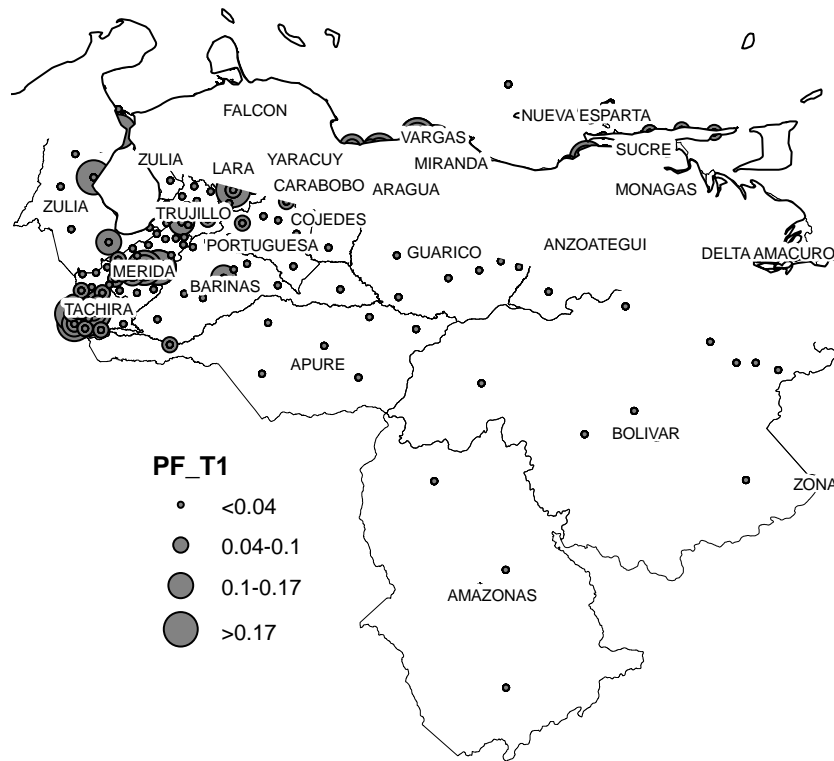 FALCON
NUEVA ESPARTA
VARGAS
SUCRE
ZULIA
LARA
YARACUY
MIRANDA
CARABOBO
ARAGUA
MONAGAS
ZULIA
TRUJILLO
COJEDES
PORTUGUESA
GUARICO
ANZOATEGUI
DELTA AMACURO
MERIDA
BARINAS
TACHIRA
APURE
BOLIVAR
PF_T1
ZONA
<0.04
0.04-0.1
0.1-0.17
AMAZONAS
>0.17